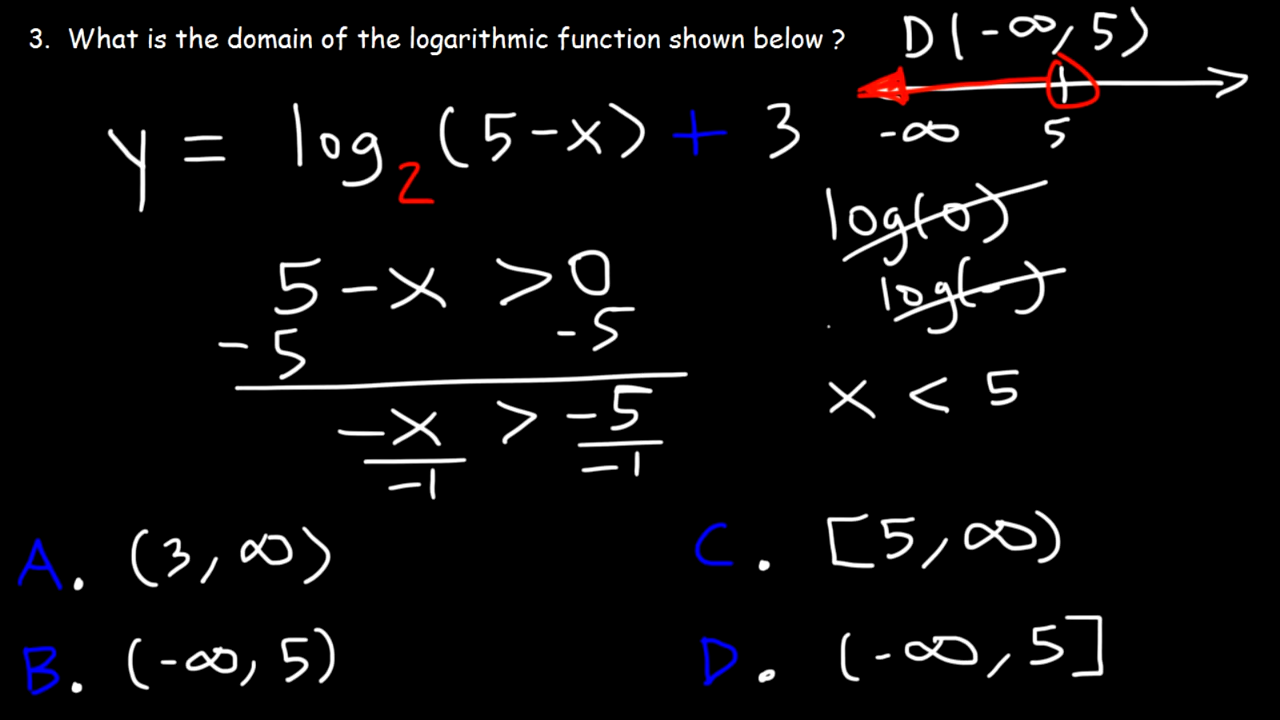 3. What is the domain of the logarithmic function shown below ?
D(-∞, 5)
-∞ 5
y = log₂(5-x) + 3
log(0)
log(-)
5 - x > 0
-5 -5
-x > -5
-1 -1
x < 5
A. (3, ∞)
B. (-∞, 5)
C. [5, ∞)
D. (-∞, 5]